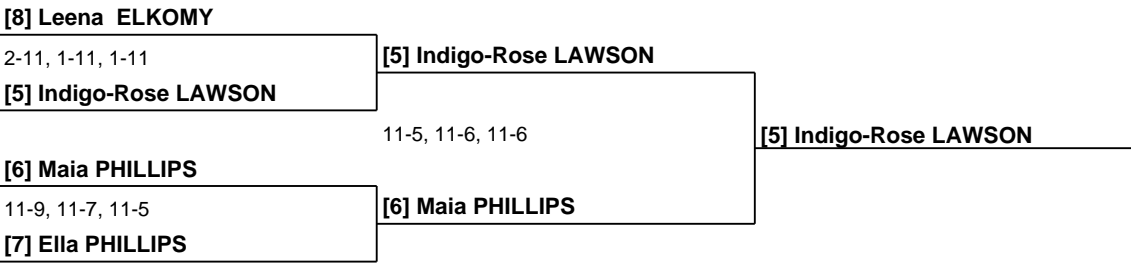 [8] Leena  ELKOMY
2-11, 1-11, 1-11
[5] Indigo-Rose LAWSON
[5] Indigo-Rose LAWSON
11-5, 11-6, 11-6
[5] Indigo-Rose LAWSON
[6] Maia PHILLIPS
11-9, 11-7, 11-5
[6] Maia PHILLIPS
[7] Ella PHILLIPS